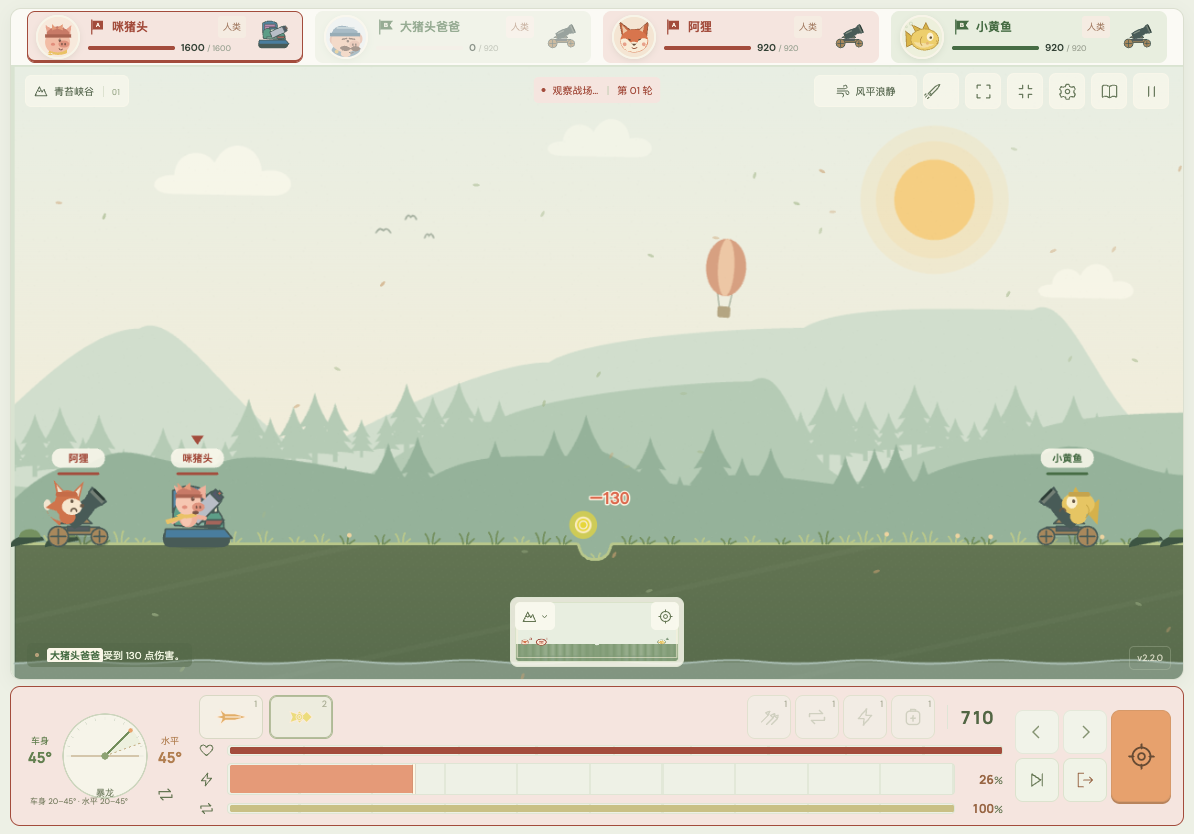 A 咪猪头 人类
1600 / 1600
B 大猪头爸爸 人类
0 / 920
A 阿狸 人类
920 / 920
B 小黄鱼 人类
920 / 920
青苔峡谷 01
观察战场... 第 01 轮
风平浪静
阿狸
咪猪头
小黄鱼
−130
大猪头爸爸受到 130 点伤害。
v2.2.0
车身
45°
水平
45°
暴龙
车身 20-45° · 水平 20-45°
1
2
1
1
1
1
710
26%
100%